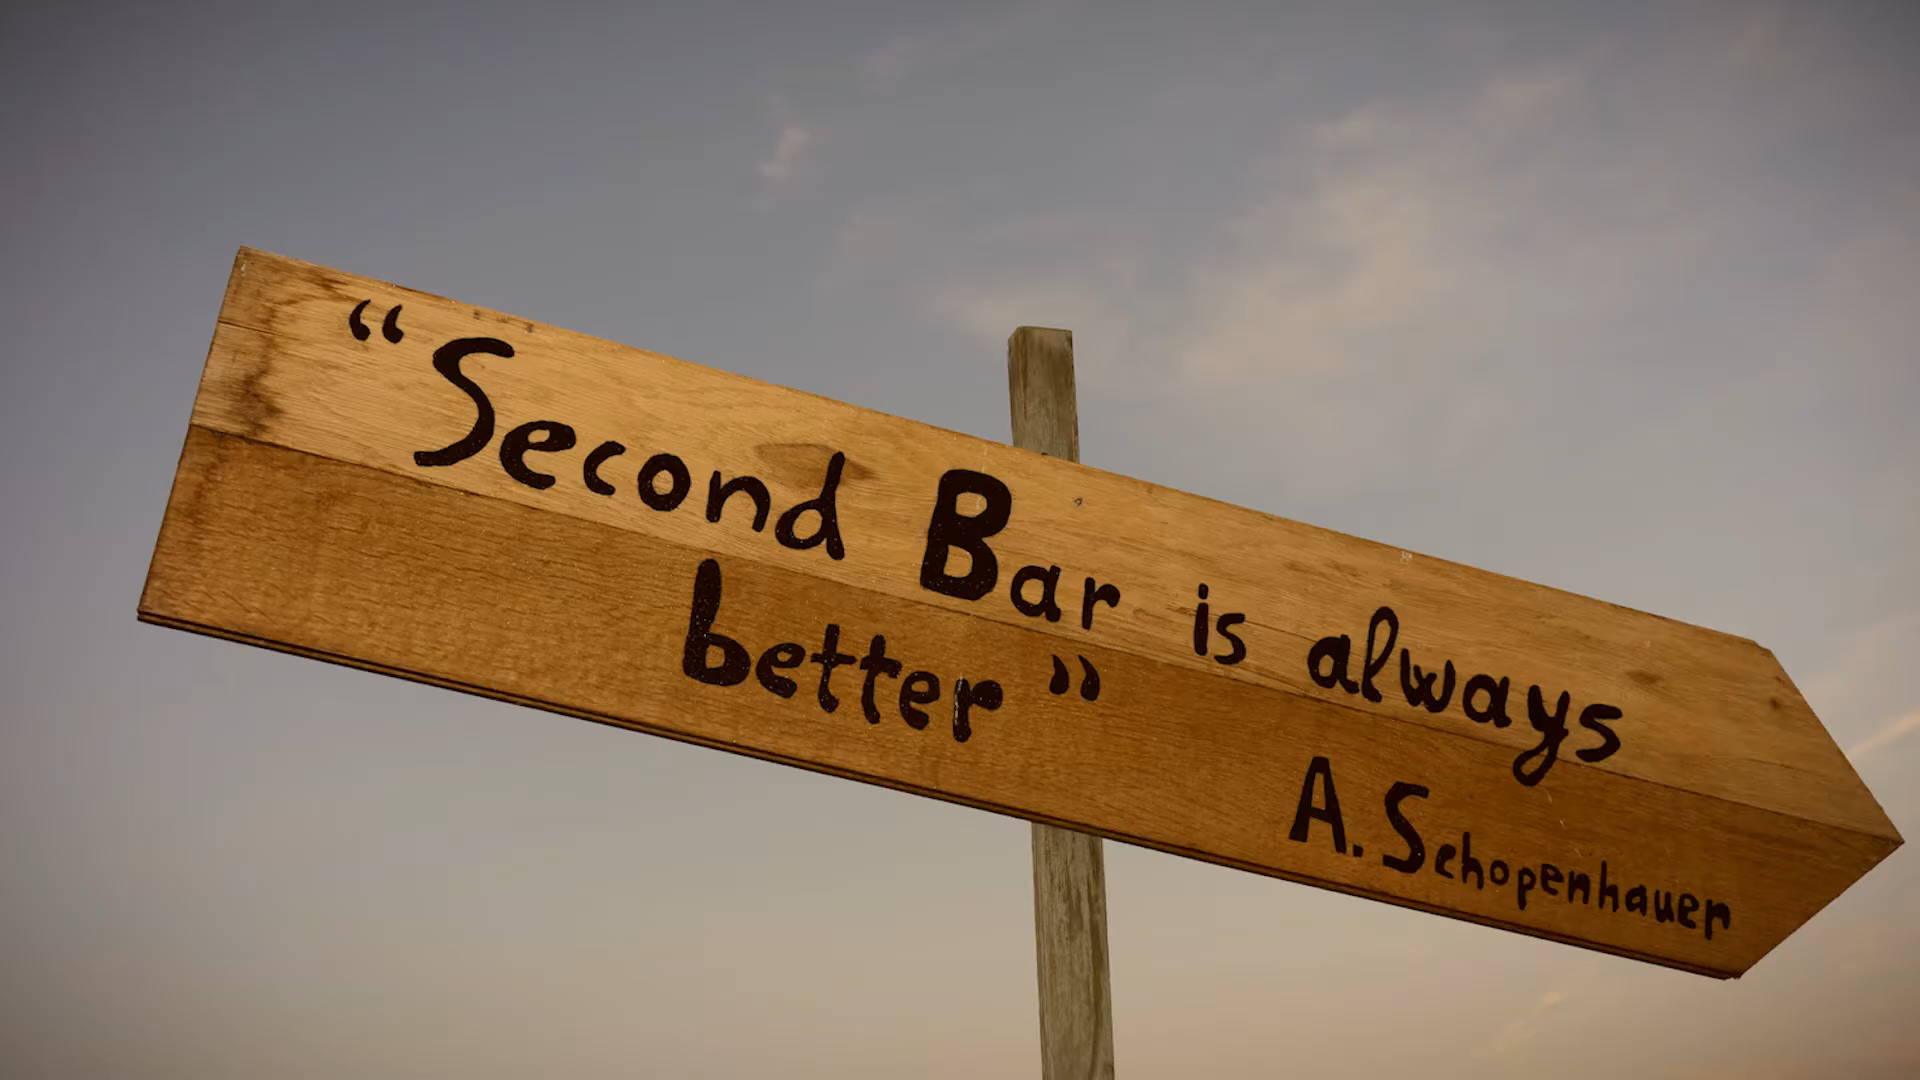 “Second Bar is always
better”
A. Schopenhauer